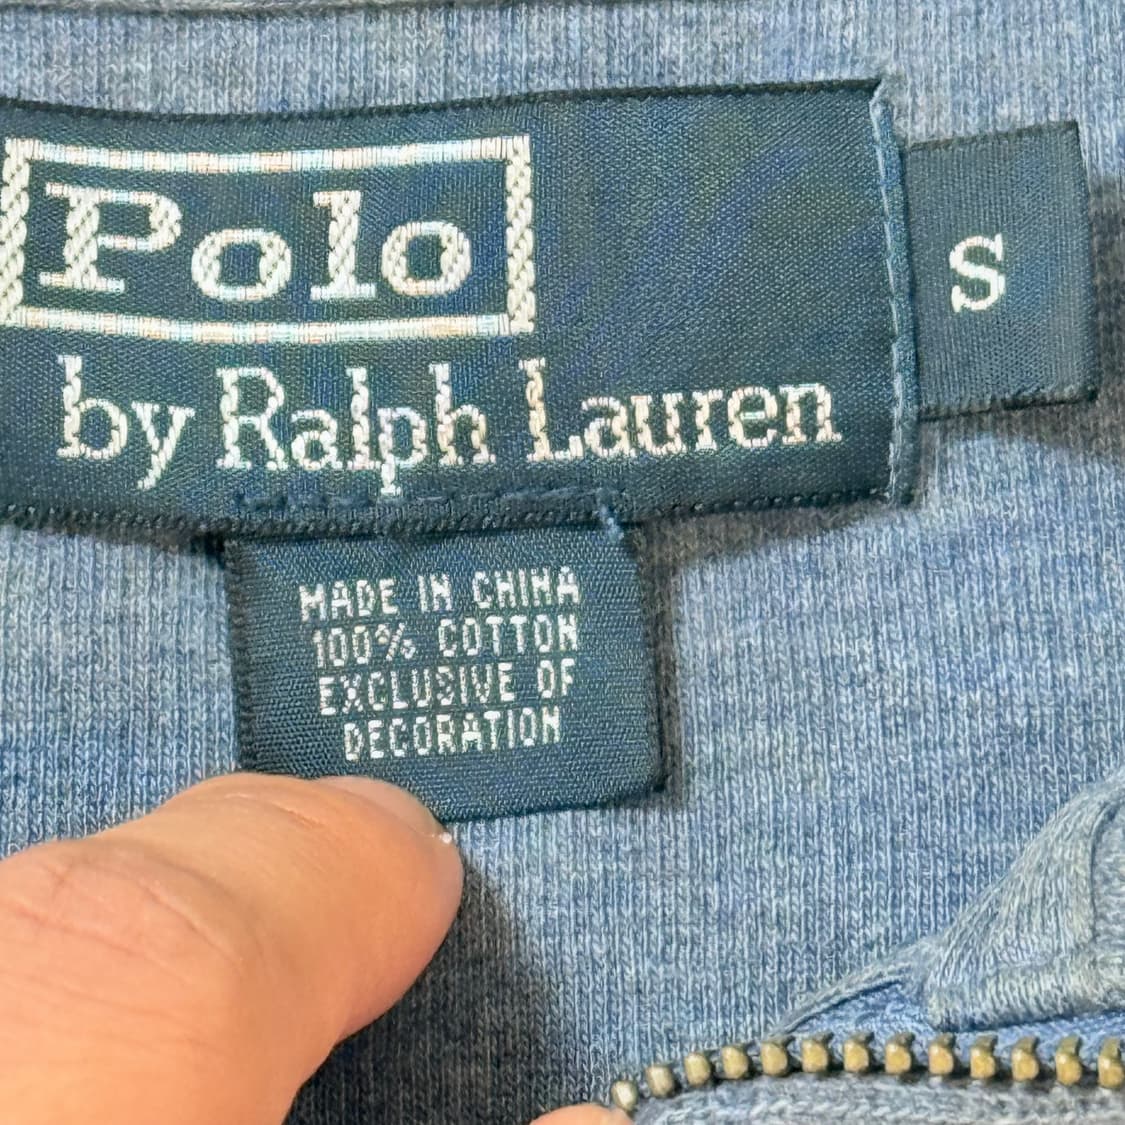 Polo
by Ralph Lauren
S
MADE IN CHINA
100% COTTON
EXCLUSIVE OF
DECORATION